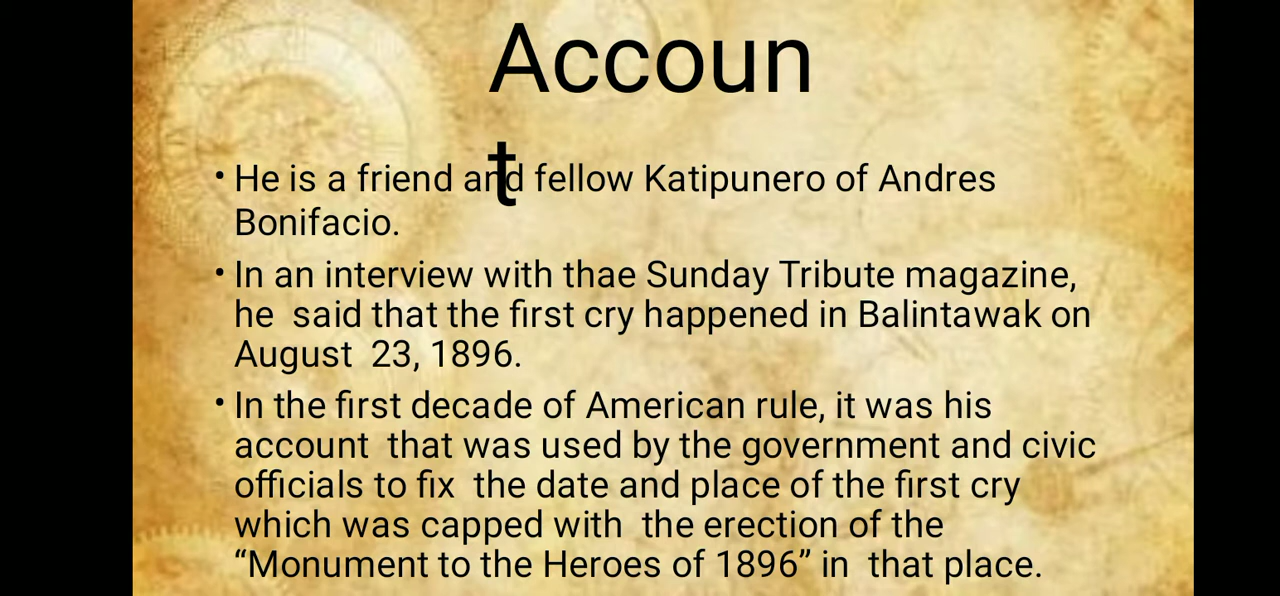 Accoun
t
• He is a friend and fellow Katipunero of Andres
Bonifacio.
• In an interview with thae Sunday Tribute magazine,
he  said that the first cry happened in Balintawak on
August  23, 1896.
• In the first decade of American rule, it was his
account  that was used by the government and civic
officials to fix  the date and place of the first cry
which was capped with  the erection of the
“Monument to the Heroes of 1896” in  that place.